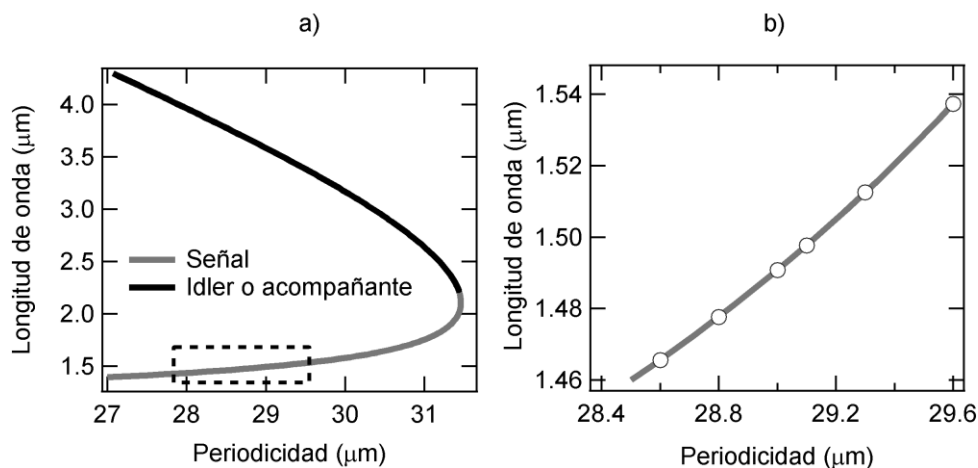 a)
Longitud de onda (μm)
4.0
3.5
3.0
2.5
2.0
1.5
Señal
Idler o acompañante
27 28 29 30 31
Periodicidad (μm)
b)
Longitud de onda (μm)
1.54
1.52
1.50
1.48
1.46
28.4 28.8 29.2 29.6
Periodicidad (μm)